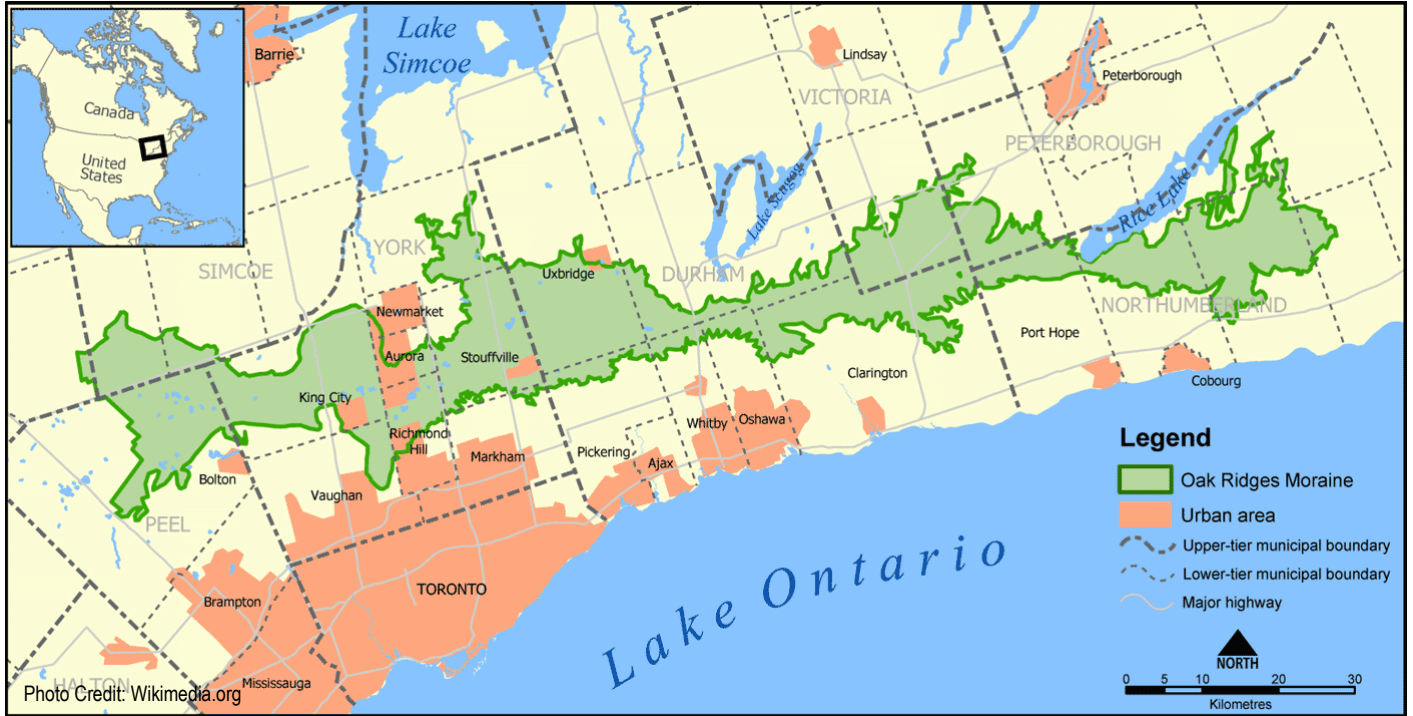 Canada
United
States
Barrie
Lake
Simcoe
Lindsay
VICTORIA
Peterborough
PETERBOROUGH
Lake Scugog
Rice Lake
YORK
SIMCOE
Uxbridge
DURHAM
NORTHUMBERLAND
Newmarket
Aurora
Stouffville
Port Hope
Clarington
Cobourg
King City
Richmond
Hill
Whitby
Oshawa
Markham
Pickering
Ajax
Bolton
Vaughan
PEEL
TORONTO
Brampton
Mississauga
HALTON
Lake Ontario
Legend
Oak Ridges Moraine
Urban area
Upper-tier municipal boundary
Lower-tier municipal boundary
Major highway
NORTH
0 5 10 20 30
Kilometres
Photo Credit: Wikimedia.org